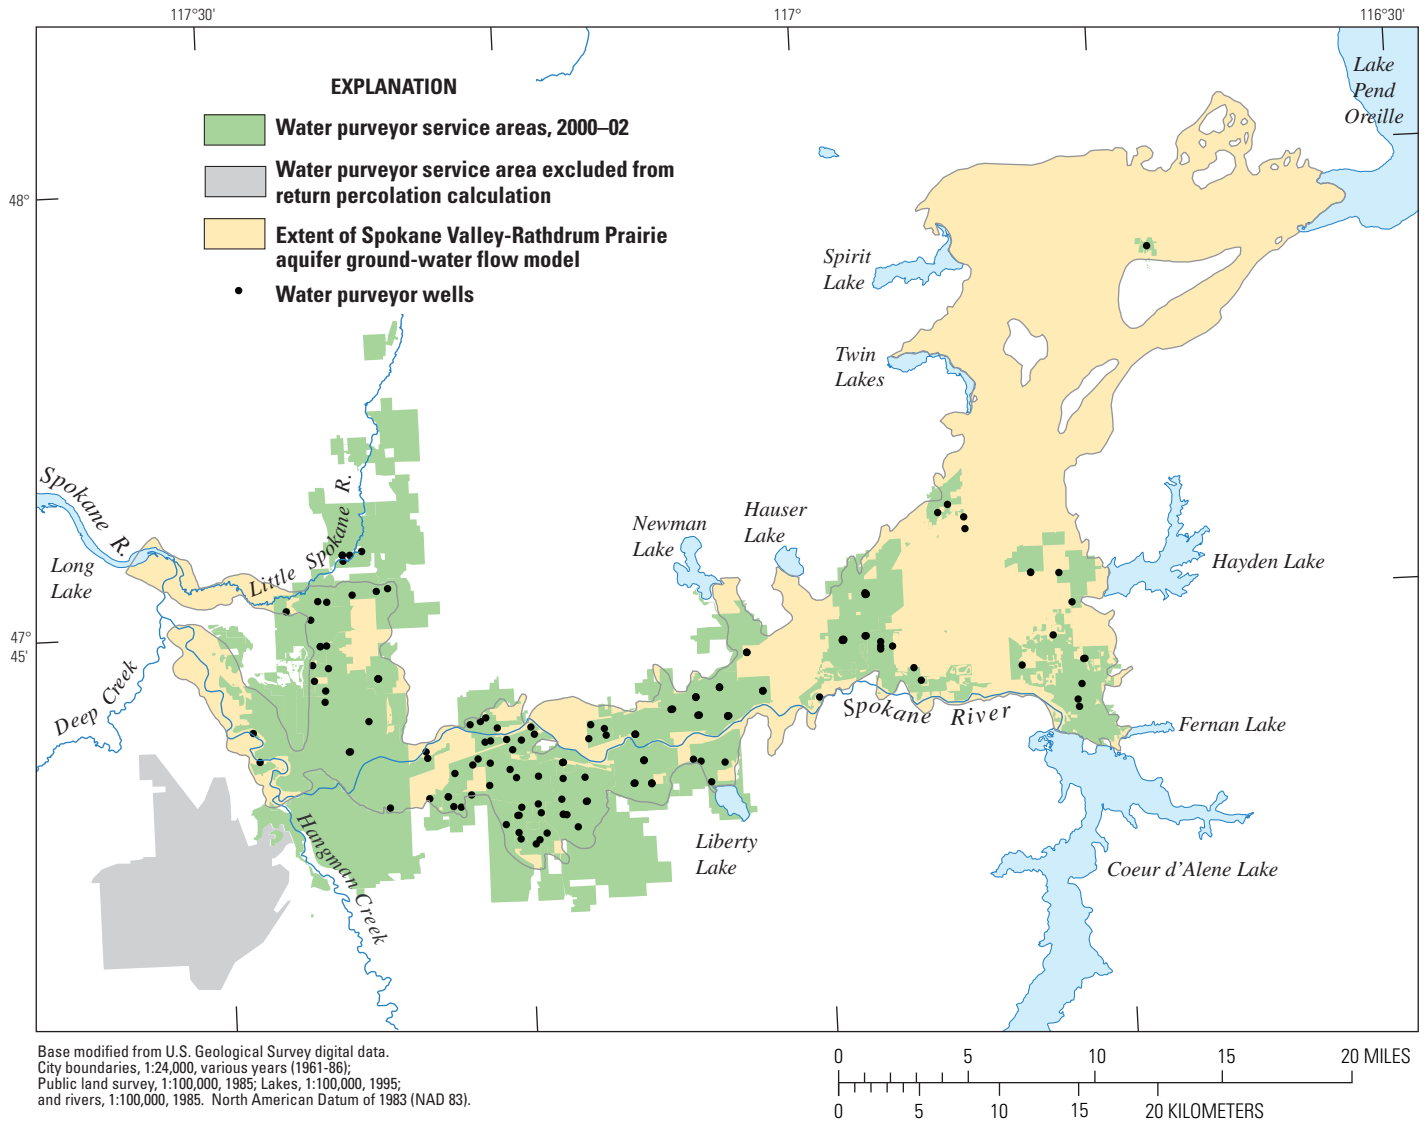 117°30'
117°
116°30'
EXPLANATION
Water purveyor service areas, 2000–02
Water purveyor service area excluded from
return percolation calculation
Extent of Spokane Valley-Rathdrum Prairie
aquifer ground-water flow model
Water purveyor wells
Lake
Pend
Oreille
48°
Spirit
Lake
Twin
Lakes
Spokane R.
Long
Lake
Little Spokane R.
Newman
Lake
Hauser
Lake
Hayden Lake
47°
45'
Deep Creek
Spokane River
Fernan Lake
Hangman Creek
Liberty
Lake
Coeur d'Alene Lake
Base modified from U.S. Geological Survey digital data.
City boundaries, 1:24,000, various years (1961-86);
Public land survey, 1:100,000, 1985; Lakes, 1:100,000, 1995;
and rivers, 1:100,000, 1985. North American Datum of 1983 (NAD 83).
0 5 10 15 20 MILES
0 5 10 15 20 KILOMETERS